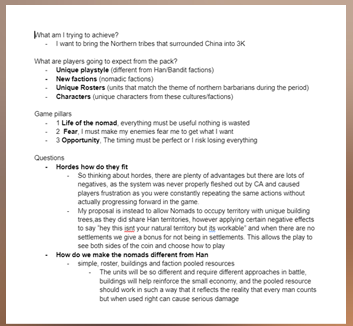 What am I trying to achieve?
- I want to bring the Northern tribes that surrounded China into 3K
What are players going to expect from the pack?
- Unique playstyle (different from Han/Bandit factions)
- New factions (nomadic factions)
- Unique Rosters (units that match the theme of northern barbarians during the period)
- Characters (unique characters from these cultures/factions)
Game pillars
- 1 Life of the nomad, everything must be useful nothing is wasted
- 2 Fear, I must make my enemies fear me to get what I want
- 3 Opportunity, The timing must be perfect or I risk losing everything
Questions
- Hordes how do they fit
- So thinking about hordes, there are plenty of advantages but there are lots of
negatives, as the system was never properly fleshed out by CA and caused
players frustration as you were constantly repeating the same actions without
actually progressing forward in the game.
- My proposal is instead to allow Nomads to occupy territory with unique building
trees,as they did share Han territories, however applying certain negative effects
to say "hey this isnt your natural territory but its workable" and when there are no
settlements we give a bonus for not being in settlements. This allows the play to
see both sides of the coin and choose how to play
- How do we make the nomads different from Han
- simple, roster, buildings and faction pooled resources
- The units will be so different and require different approaches in battle,
buildings will help reinforce the small economy, and the pooled resource
should work in such a way that it reflects the reality that every man counts
but when used right can cause serious damage